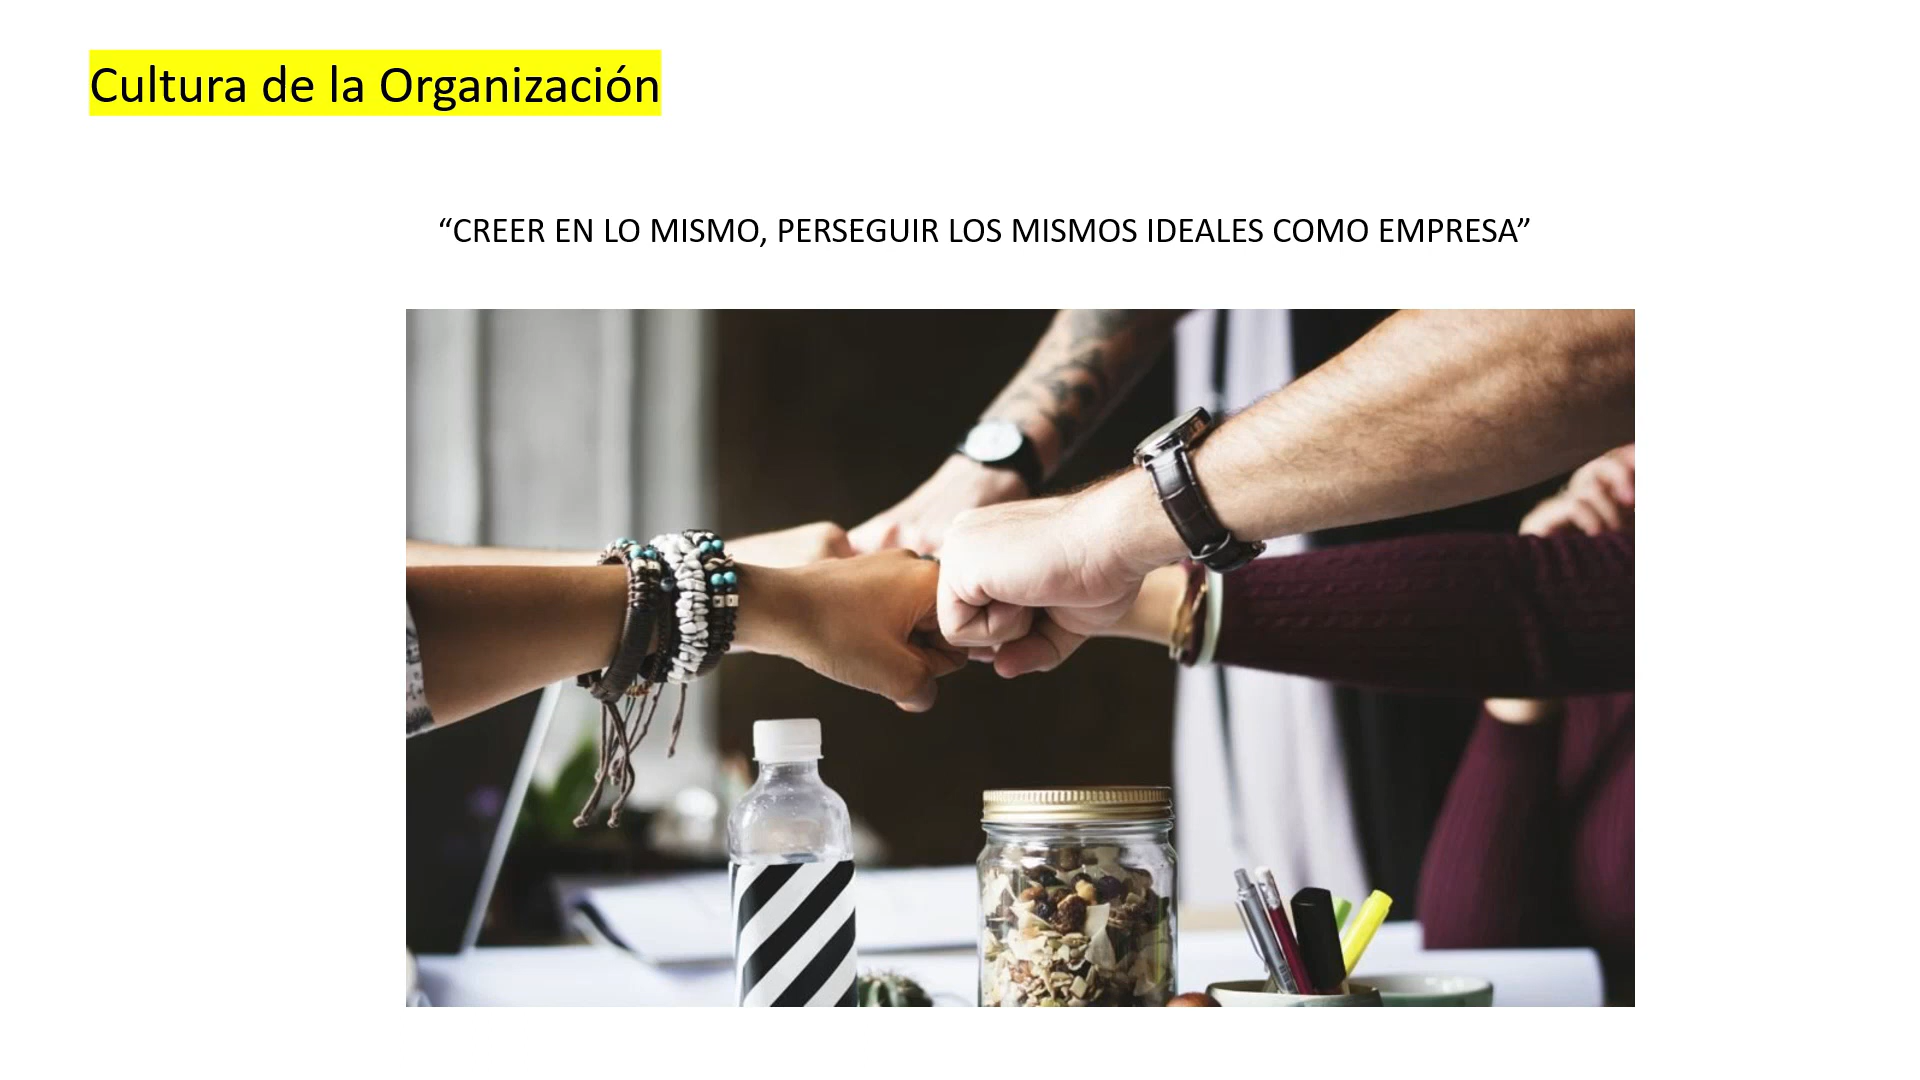 Cultura de la Organización
“CREER EN LO MISMO, PERSEGUIR LOS MISMOS IDEALES COMO EMPRESA”